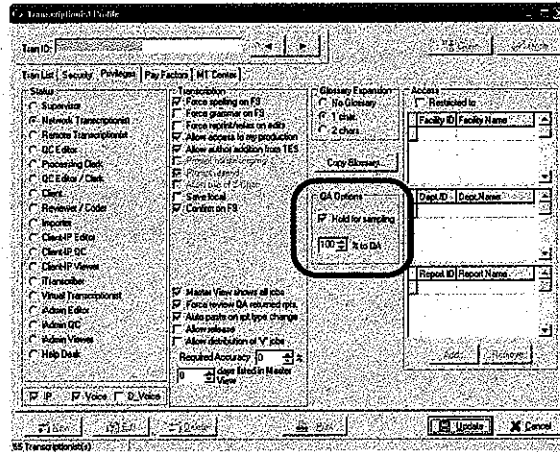 Transcriptionist Profile
Tran ID:
Tran List Security Privileges Pay Factors MT Center
Status
Supervisor
Network Transcriptionist
Remote Transcriptionist
QC Editor
Processing Clerk
QC Editor / Clerk
Client
Reviewer / Coder
Importer
Client-IP Editor
Client-IP QC
Client-IP Viewer
ITranscriber
Virtual Transcriptionist
Admin Editor
Admin QC
Admin Viewer
Help Desk
IP Voice D_Voice
Transcription
Force spelling on F9
Force grammar on F9
Allow access to my production
Allow author addition from TES
Save local
Confirm on F9
Master View shows all jobs
Force review QA returned rpts.
Auto paste on rpt type change
Allow release
Allow distribution of "V" jobs
Required Accuracy 0 %
0 days listed in Master
View
Glossary Expansion
No Glossary
1 char.
2 chars
Copy Glossary...
QA Options
Hold for sampling
100 % to QA
Access
Restricted to
Facility ID Facility Name
Dept.ID Dept.Name
Report ID Report Name
Add Remove
Update Cancel
Transcriptionist(s)